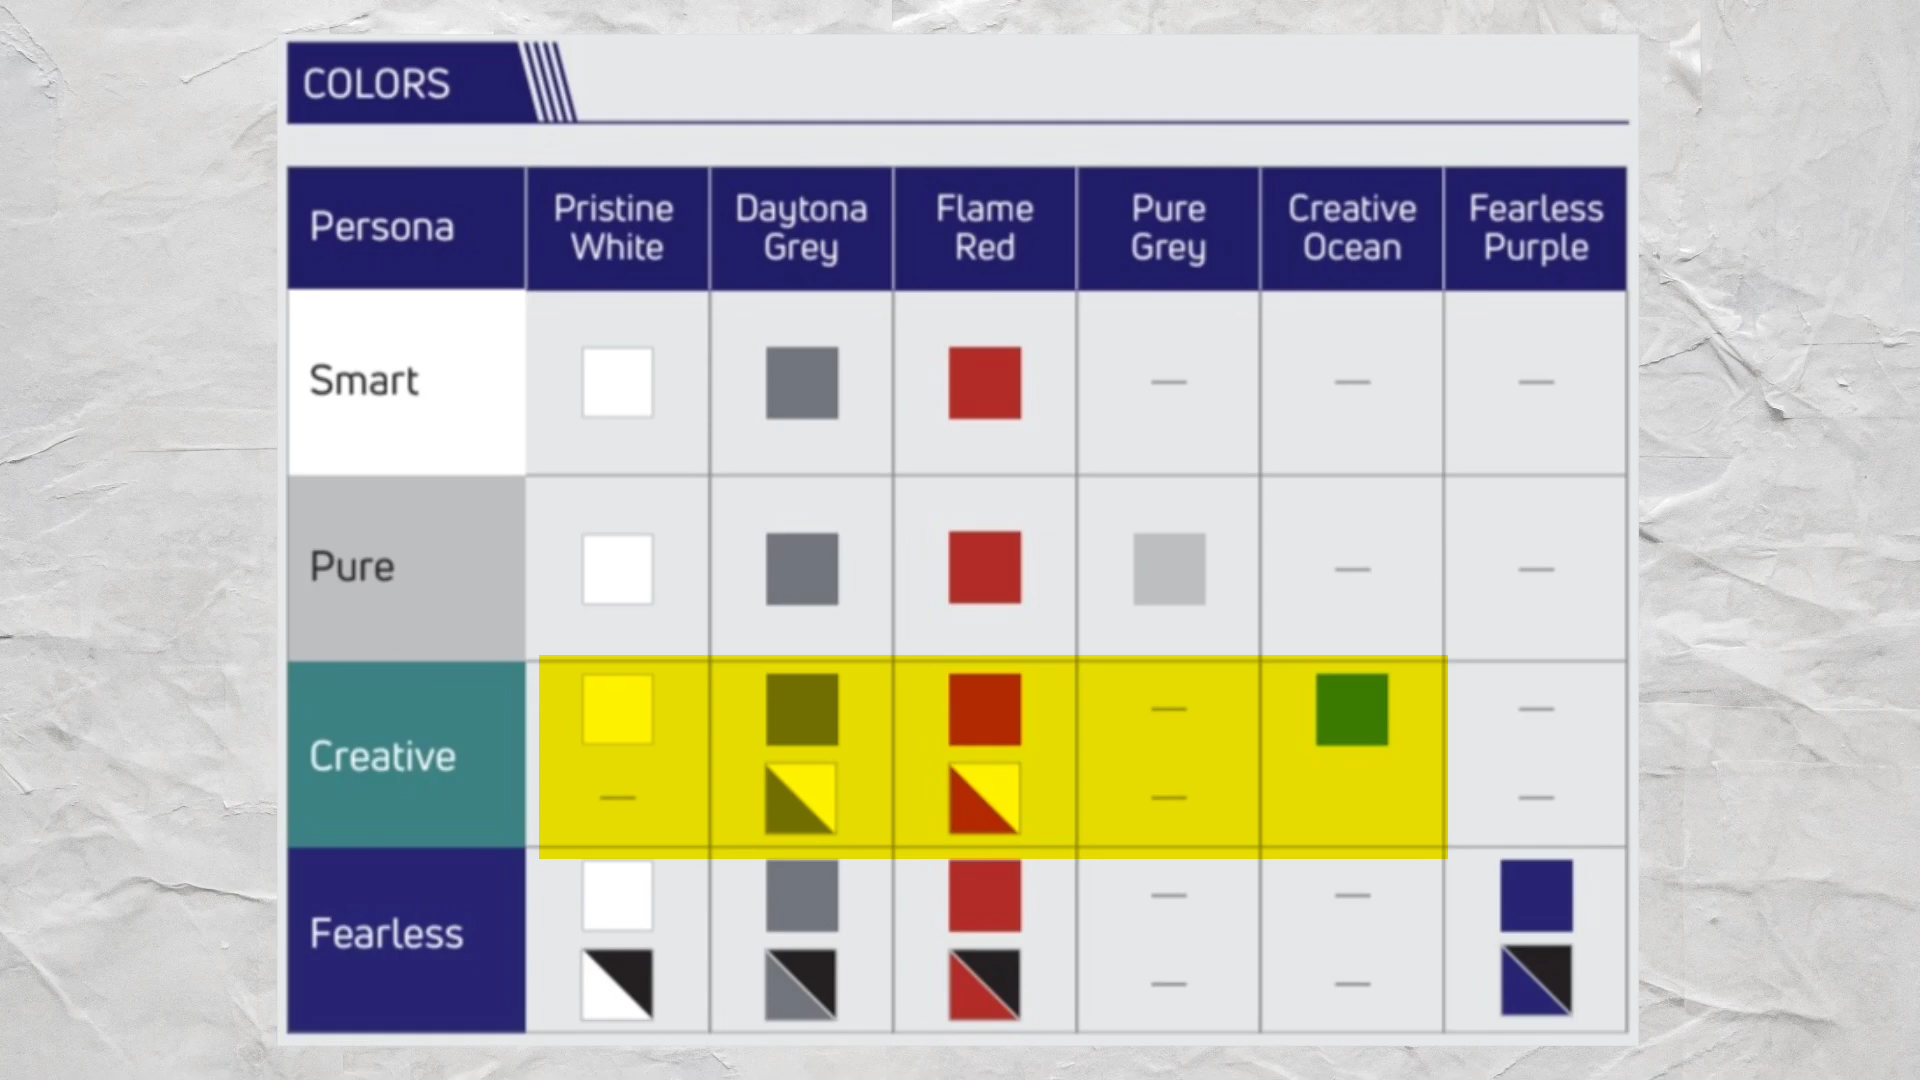 COLORS
Persona
Pristine
White
Daytona
Grey
Flame
Red
Pure
Grey
Creative
Ocean
Fearless
Purple
Smart
— — —
Pure
— —
Creative
— —
— — —
Fearless
— —
— —